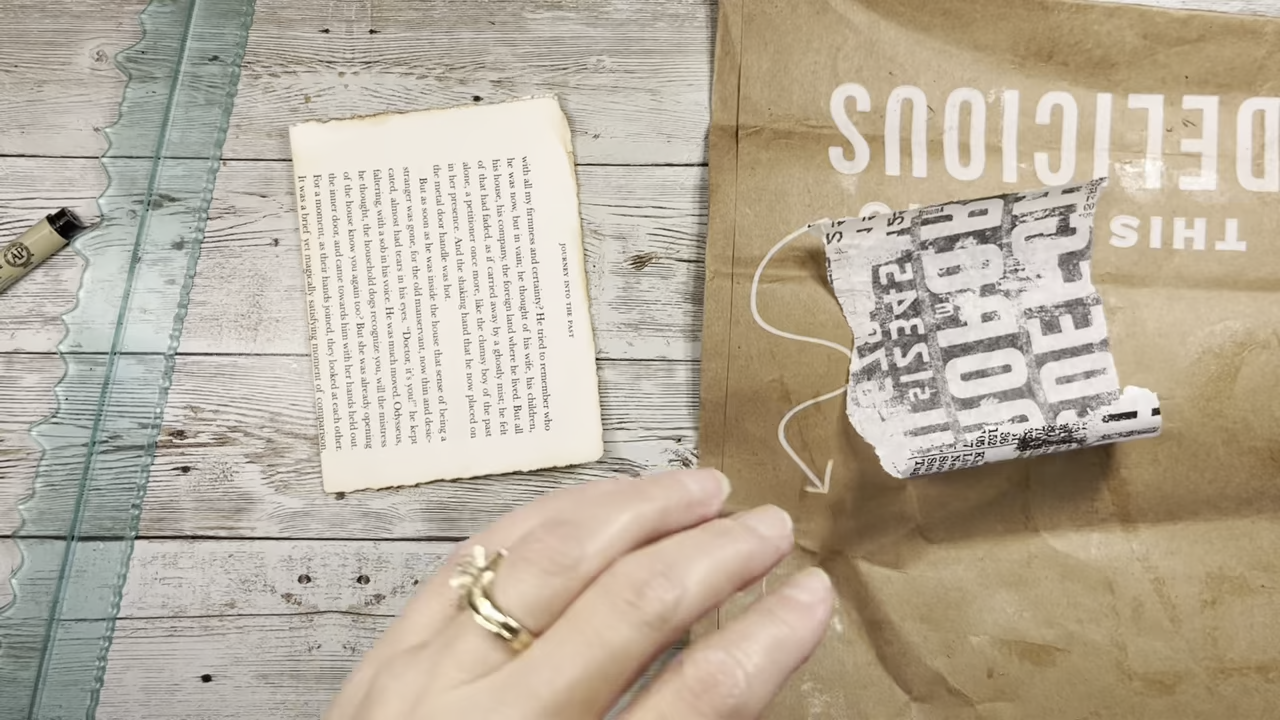 JOURNEY INTO THE PAST
with all my firmness and certainty? He tried to remember who
he was now, but in vain; he thought of his wife, his children,
his house, his company, the foreign land where he lived. But all
of that had faded, as if carried away by a ghostly mist; he felt
alone, a petitioner once more, like the clumsy boy of the past
in her presence. And the shaking hand that he now placed on
the metal door handle was hot.
But as soon as he was inside the house that sense of being a
stranger was gone, for the old manservant, now thin and desic-
cated, almost had tears in his eyes. “Doctor, it’s you!” he kept
faltering, with a sob in his voice. He was much moved. Odysseus,
he thought, the household dogs recognize you, will the mistress
of the house know you again too? But she was already opening
the inner door, and came towards him with her hands held out.
For a moment, as their hands joined, they looked at each other.
It was a brief yet magically satisfying moment of comparison,
THIS
DELICIOUS